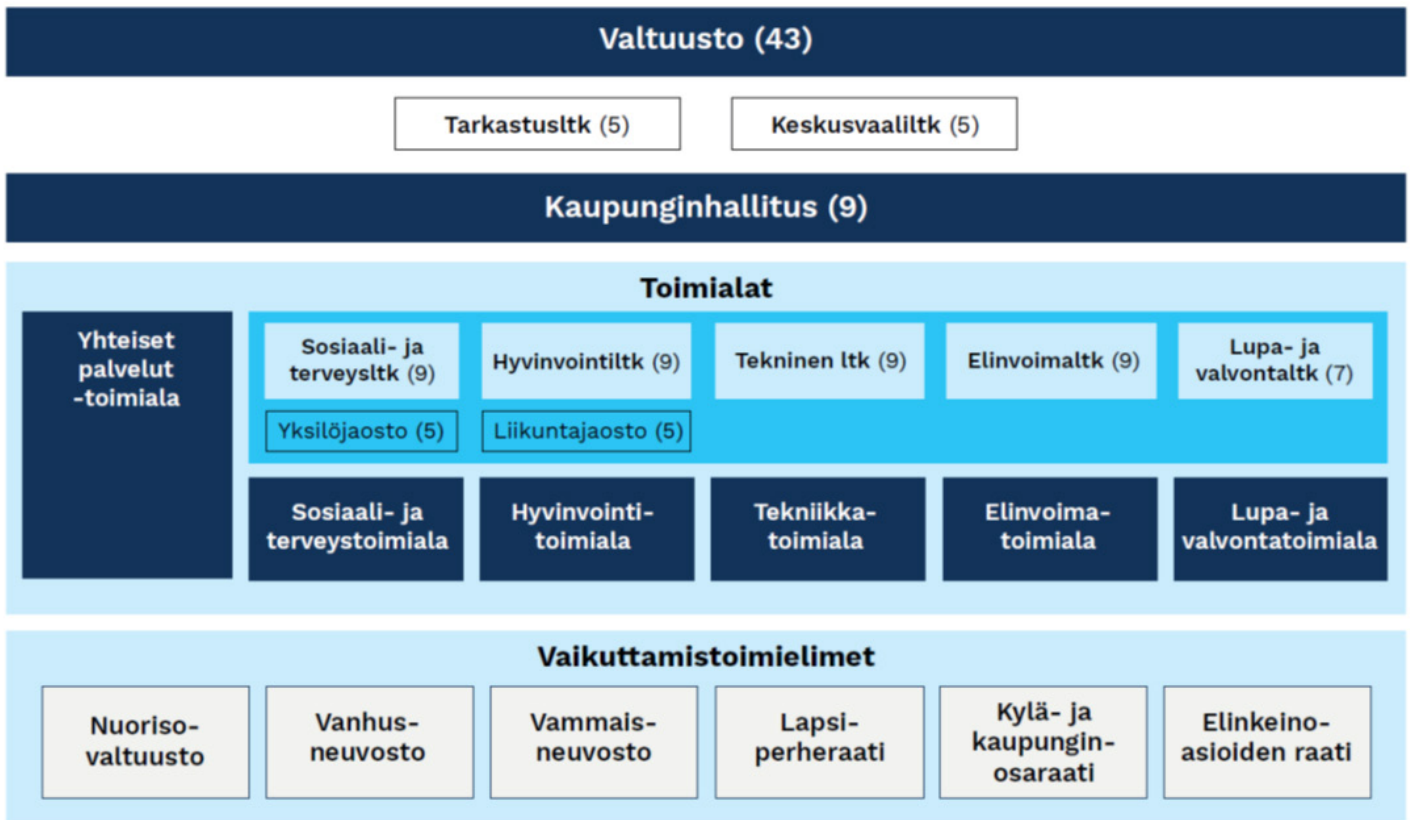 Valtuusto (43)
Tarkastusltk (5)
Keskusvaaliltk (5)
Kaupunginhallitus (9)
Toimialat
Yhteiset
palvelut
-toimiala
Sosiaali- ja
terveysltk (9)
Hyvinvointiltk (9)
Tekninen ltk (9)
Elinvoimaltk (9)
Lupa- ja
valvontaltk (7)
Yksilöjaosto (5)
Liikuntajaosto (5)
Sosiaali- ja
terveystoimiala
Hyvinvointi-
toimiala
Tekniikka-
toimiala
Elinvoima-
toimiala
Lupa- ja
valvontatoimiala
Vaikuttamistoimielimet
Nuoriso-
valtuusto
Vanhus-
neuvosto
Vammais-
neuvosto
Lapsi-
perheraati
Kylä- ja
kaupungin-
osaraati
Elinkeino-
asioiden raati